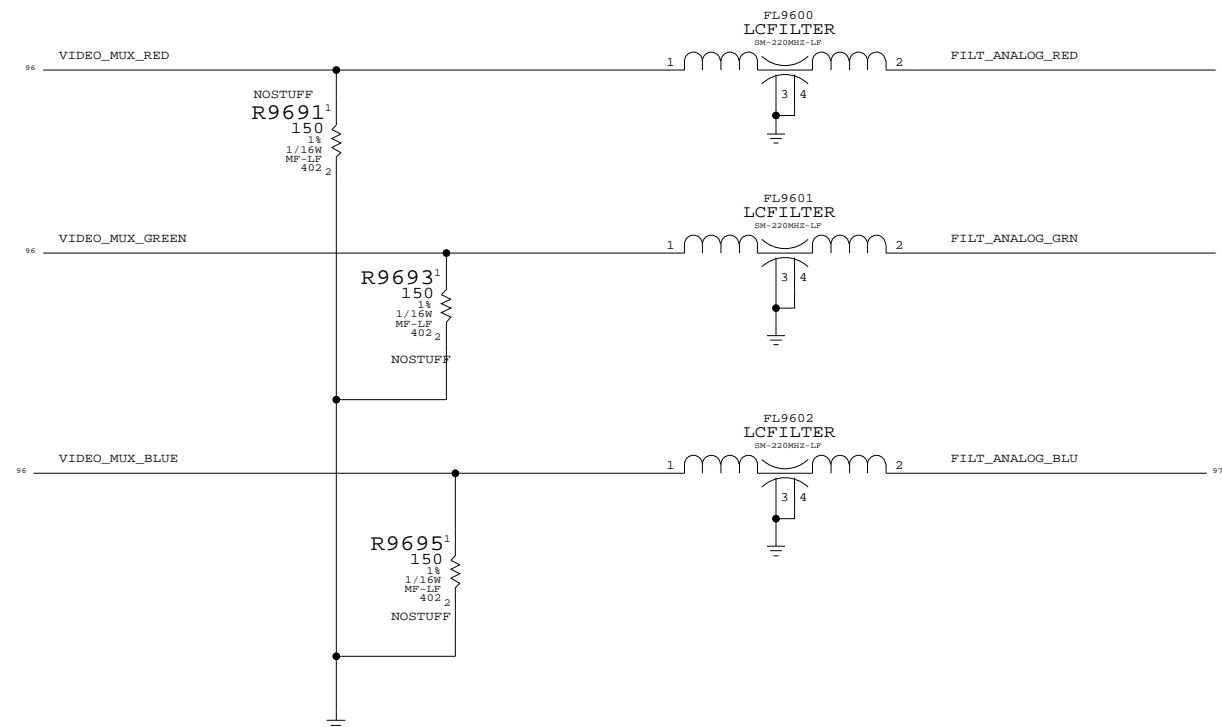 FL9600
LCFILTER
SM-220MHZ-LF
96 VIDEO_MUX_RED 1 2 FILT_ANALOG_RED
3 4
NOSTUFF
R9691 1
150
1%
1/16W
MF-LF
402 2
FL9601
LCFILTER
SM-220MHZ-LF
96 VIDEO_MUX_GREEN 1 2 FILT_ANALOG_GRN
3 4
R9693 1
150
1%
1/16W
MF-LF
402 2
NOSTUFF
FL9602
LCFILTER
SM-220MHZ-LF
96 VIDEO_MUX_BLUE 1 2 FILT_ANALOG_BLU 97
3 4
R9695 1
150
1%
1/16W
MF-LF
402 2
NOSTUFF